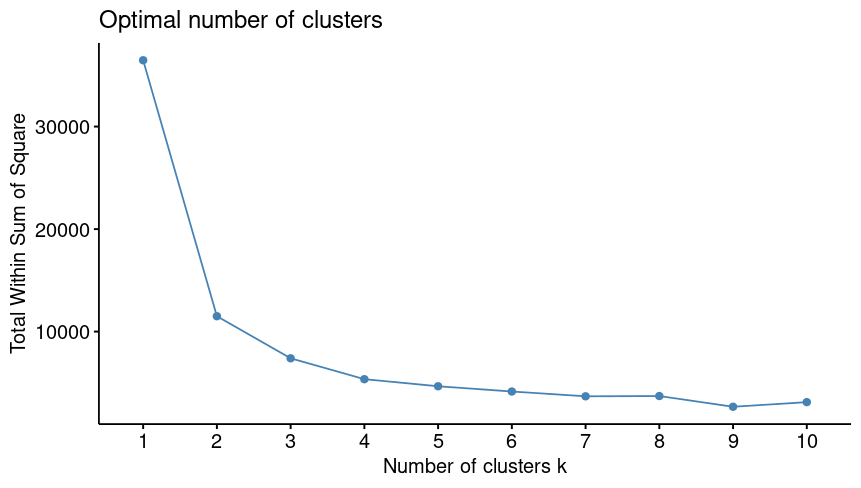 Optimal number of clusters
Total Within Sum of Square
30000
20000
10000
1 2 3 4 5 6 7 8 9 10
Number of clusters k